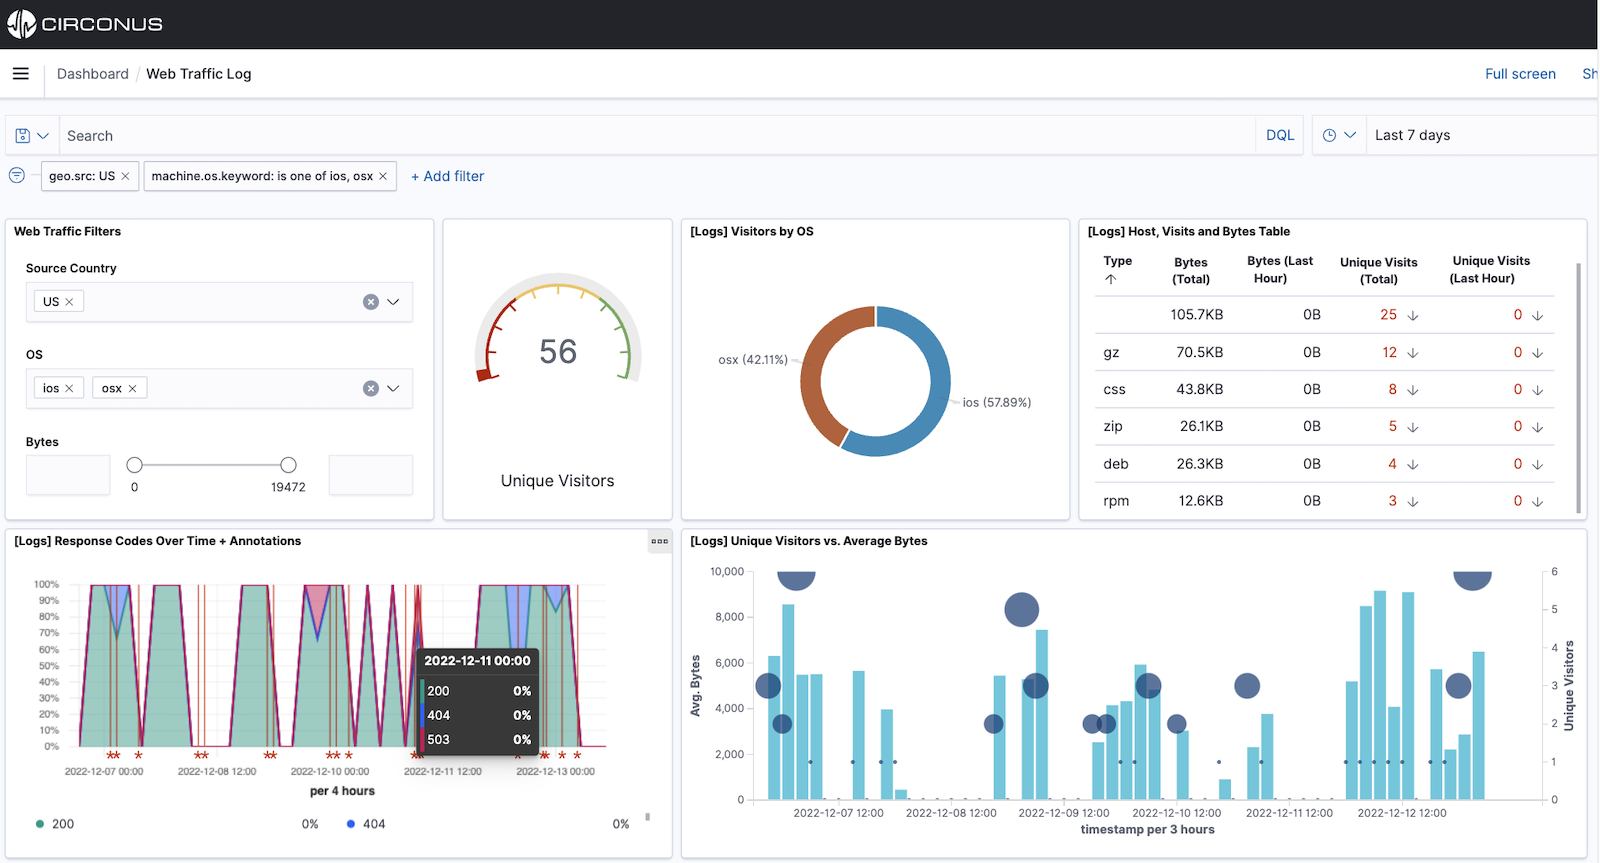 CIRCONUS
Dashboard / Web Traffic Log
Full screen
Sh
Search
DQL
Last 7 days
geo.src: US ×
machine.os.keyword: is one of ios, osx ×
+ Add filter
Web Traffic Filters
Source Country
US ×
OS
ios × osx ×
Bytes
0
19472
56
Unique Visitors
[Logs] Visitors by OS
osx (42.11%)
ios (57.89%)
[Logs] Host, Visits and Bytes Table
Type ↑ Bytes (Total) Bytes (Last Hour) Unique Visits (Total) Unique Visits (Last Hour)
105.7KB 0B 25 ↓ 0 ↓
gz 70.5KB 0B 12 ↓ 0 ↓
css 43.8KB 0B 8 ↓ 0 ↓
zip 26.1KB 0B 5 ↓ 0 ↓
deb 26.3KB 0B 4 ↓ 0 ↓
rpm 12.6KB 0B 3 ↓ 0 ↓
[Logs] Response Codes Over Time + Annotations
100%
90%
80%
70%
60%
50%
40%
30%
20%
10%
0%
2022-12-11 00:00
200 0%
404 0%
503 0%
2022-12-07 00:00 2022-12-08 12:00 2022-12-10 00:00 2022-12-11 12:00 2022-12-13 00:00
per 4 hours
200 0% 404 0%
[Logs] Unique Visitors vs. Average Bytes
10,000
8,000
6,000
4,000
2,000
0
Avg. Bytes
6
5
4
3
2
1
0
Unique Visitors
2022-12-07 12:00 2022-12-08 12:00 2022-12-09 12:00 2022-12-10 12:00 2022-12-11 12:00 2022-12-12 12:00
timestamp per 3 hours